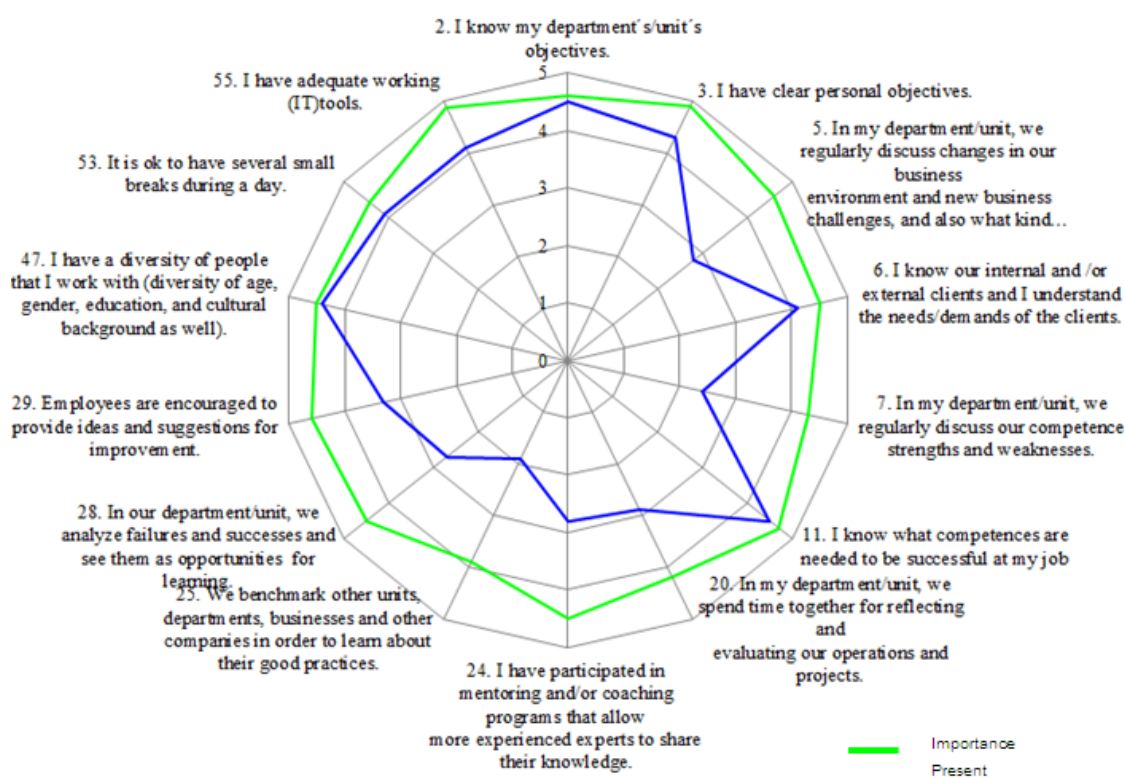 2. I know my department´s/unit´s
objectives.
3. I have clear personal objectives.
5. In my department/unit, we
regularly discuss changes in our
business
environment and new business
challenges, and also what kind...
6. I know our internal and /or
external clients and I understand
the needs/demands of the clients.
7. In my department/unit, we
regularly discuss our competence
strengths and weaknesses.
11. I know what competences are
needed to be successful at my job
20. In my department/unit, we
spend time together for reflecting
and
evaluating our operations and
projects.
24. I have participated in
mentoring and/or coaching
programs that allow
more experienced experts to share
their knowledge.
25. We benchmark other units,
departments, businesses and other
companies in order to learn about
their good practices.
28. In our department/unit, we
analyze failures and successes and
see them as opportunities for
learning.
29. Employees are encouraged to
provide ideas and suggestions for
improvement.
47. I have a diversity of people
that I work with (diversity of age,
gender, education, and cultural
background as well).
53. It is ok to have several small
breaks during a day.
55. I have adequate working
(IT)tools.
5
4
3
2
1
0
Importance
Present